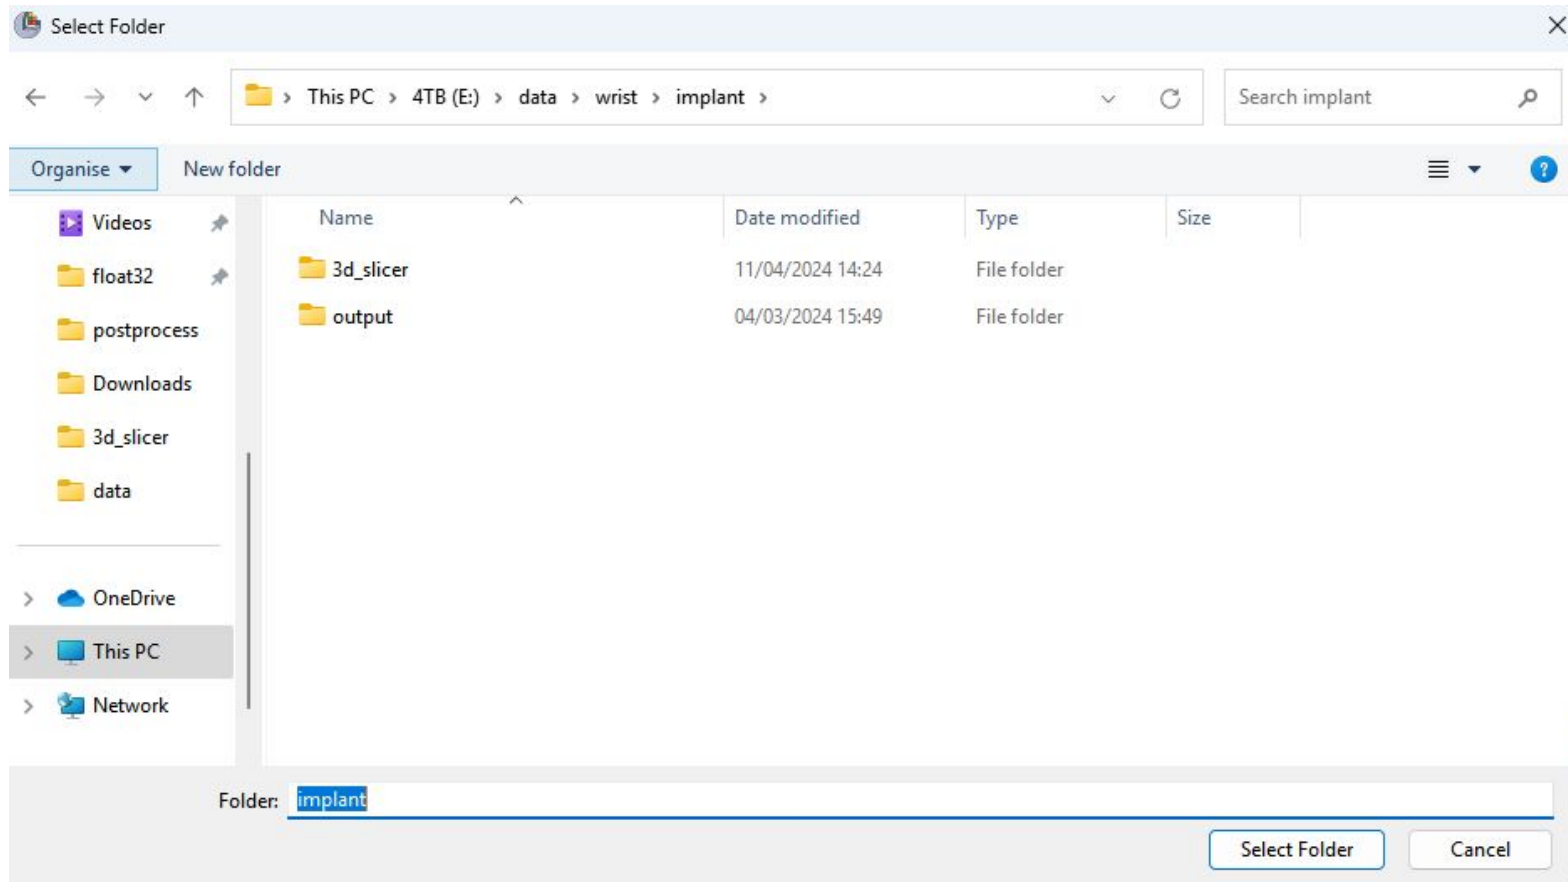 Select Folder
This PC > 4TB (E:) > data > wrist > implant >
Search implant
Organise
New folder
Name
Date modified
Type
Size
3d_slicer
11/04/2024 14:24
File folder
output
04/03/2024 15:49
File folder
Videos
float32
postprocess
Downloads
3d_slicer
data
OneDrive
This PC
Network
Folder: implant
Select Folder
Cancel